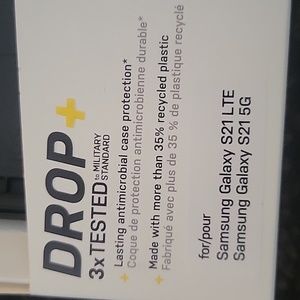 DROP+
3xTESTED to MILITARY STANDARD
+ Lasting antimicrobial case protection*
+ Coque de protection antimicrobienne durable*
+ Made with more than 35% recycled plastic
+ Fabriqué avec plus de 35 % de plastique recyclé
for/pour
Samsung Galaxy S21 LTE
Samsung Galaxy S21 5G